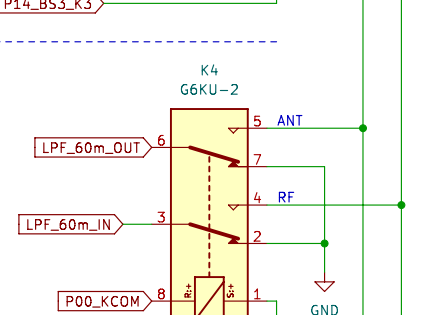 P14_BS3_K3
K4
G6KU-2
5 ANT
LPF_60m_OUT 6
7
4 RF
LPF_60m_IN 3
2
R:+ S:+
P00_KCOM 8 1
GND